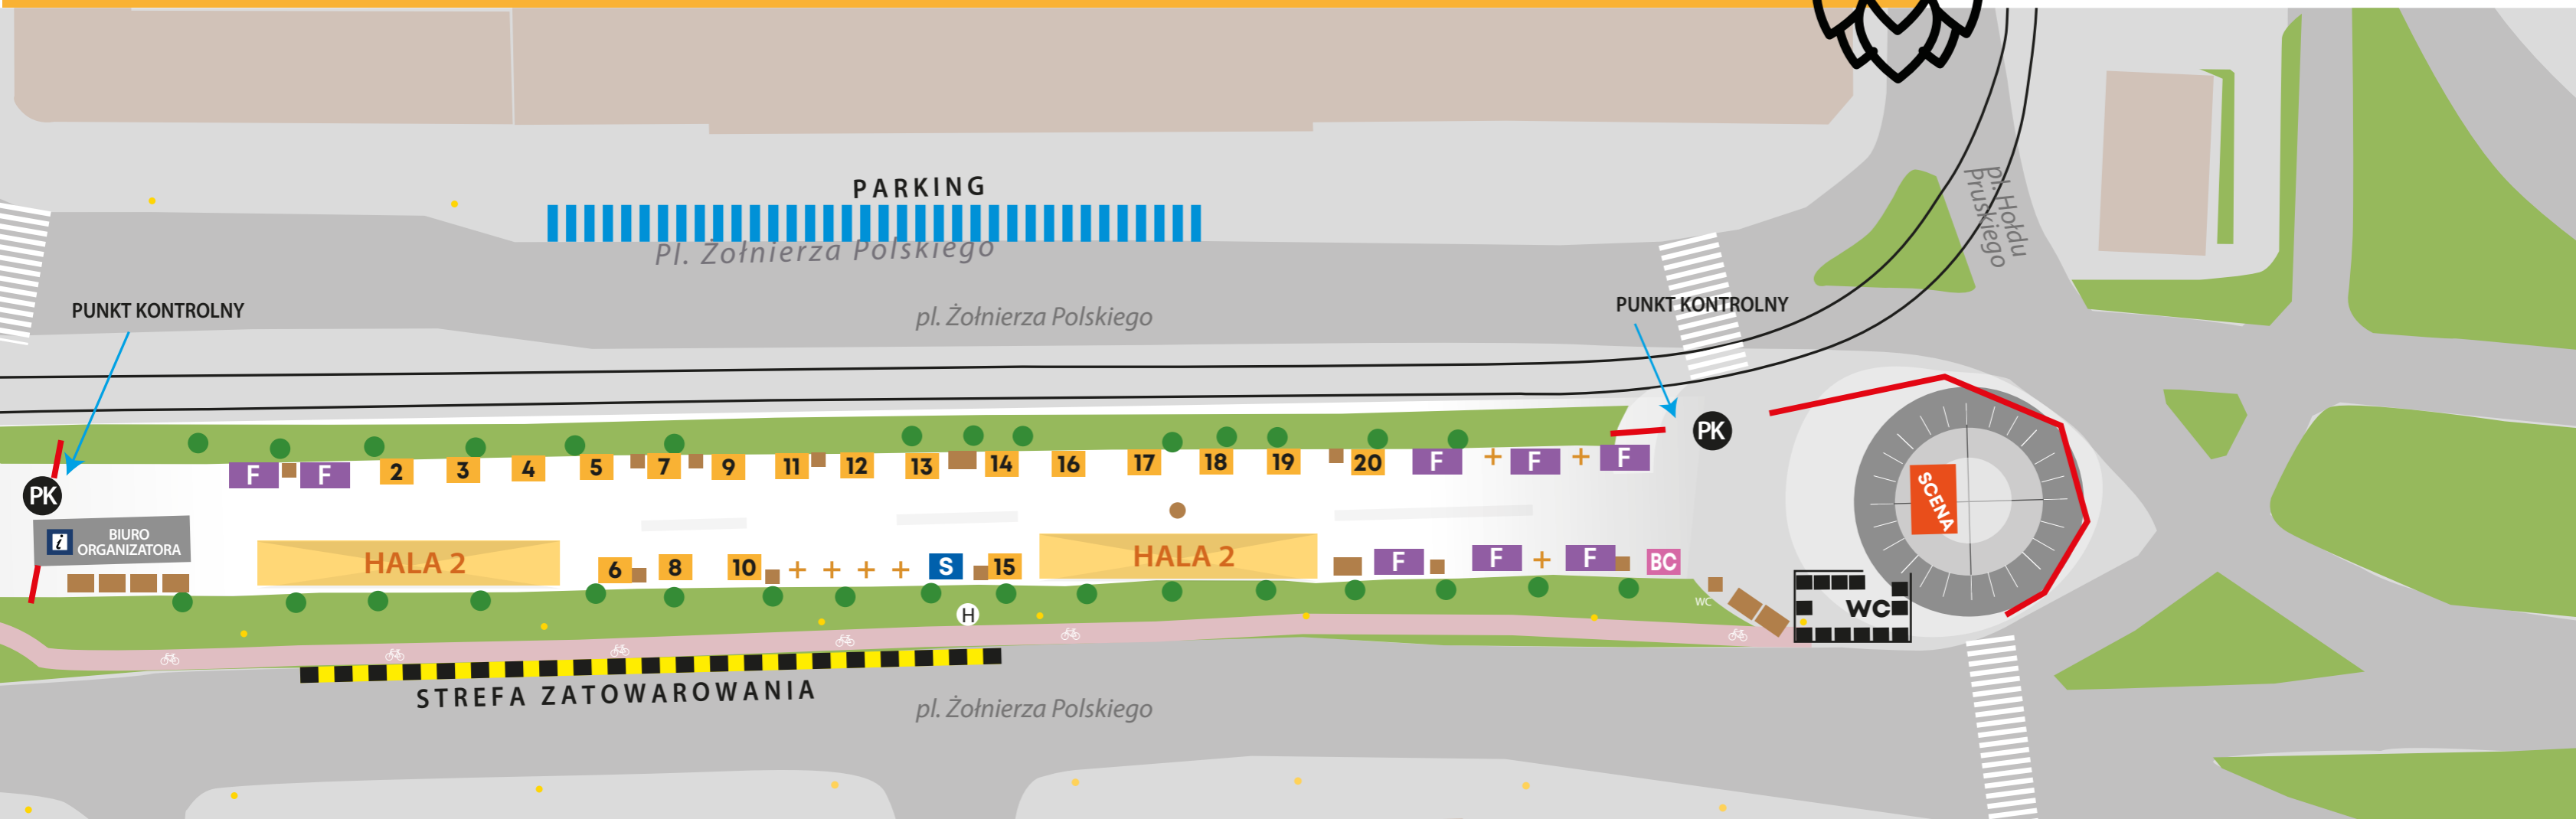 PARKING
Pl. Żołnierza Polskiego
pl. Hołdu
Pruskiego
PUNKT KONTROLNY
pl. Żołnierza Polskiego
PUNKT KONTROLNY
PK
F
F
2
3
4
5
7
9
11
12
13
14
16
17
18
19
20
F
+
F
+
F
PK
i
BIURO
ORGANIZATORA
HALA 2
6
8
10
+
+
+
+
S
15
HALA 2
F
F
+
F
BC
SCENA
H
WC
WC
STREFA ZATOWAROWANIA
pl. Żołnierza Polskiego